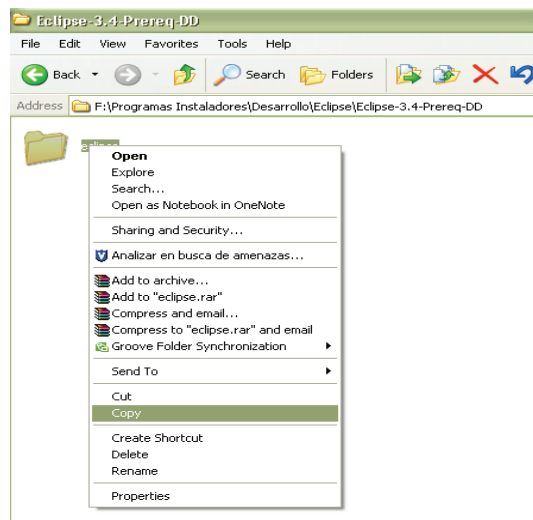 Eclipse-3.4-Prereq-DD
File Edit View Favorites Tools Help
Back Search Folders
Address F:\Programas Instaladores\Desarrollo\Eclipse\Eclipse-3.4-Prereq-DD
eclipse
Open
Explore
Search...
Open as Notebook in OneNote
Sharing and Security...
Analizar en busca de amenazas...
Add to archive...
Add to "eclipse.rar"
Compress and email...
Compress to "eclipse.rar" and email
Groove Folder Synchronization
Send To
Cut
Copy
Create Shortcut
Delete
Rename
Properties